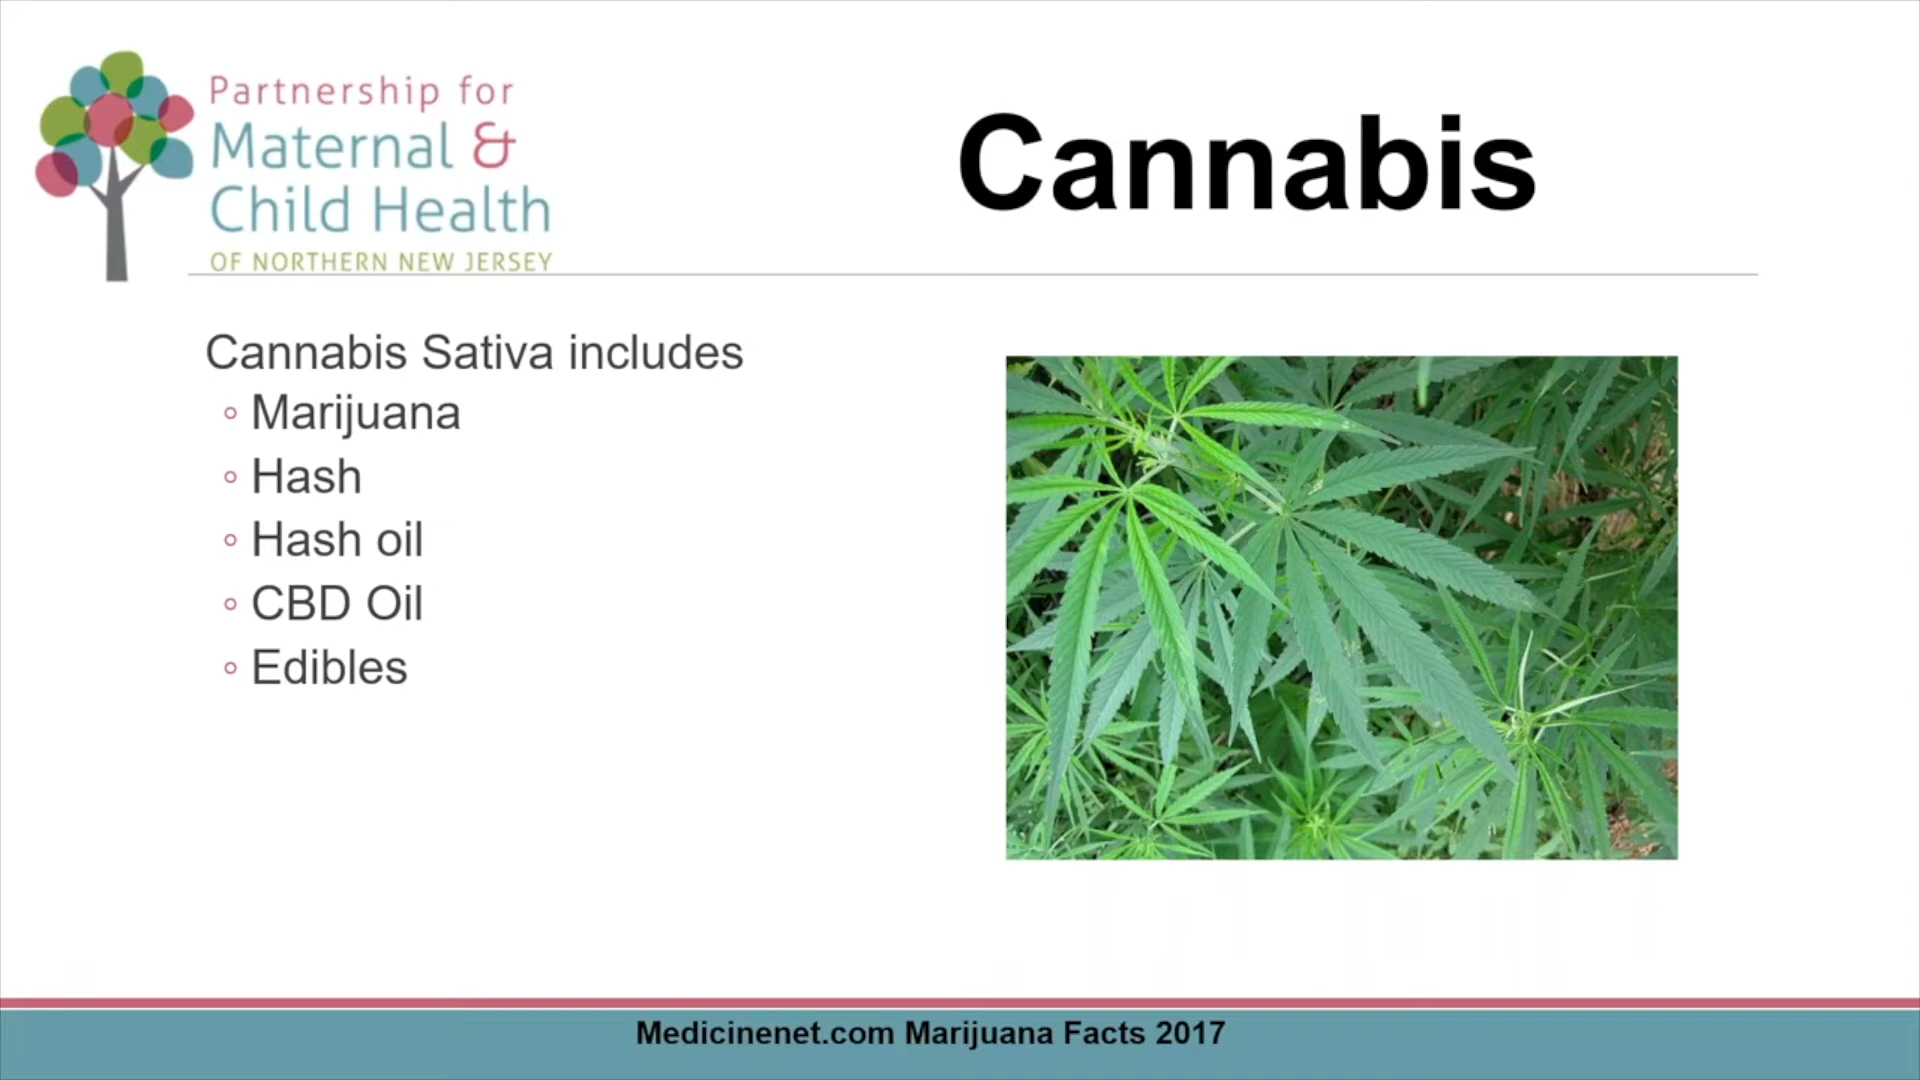 Partnership for
Maternal &
Child Health
OF NORTHERN NEW JERSEY
Cannabis
Cannabis Sativa includes
◦ Marijuana
◦ Hash
◦ Hash oil
◦ CBD Oil
◦ Edibles
Medicinenet.com Marijuana Facts 2017